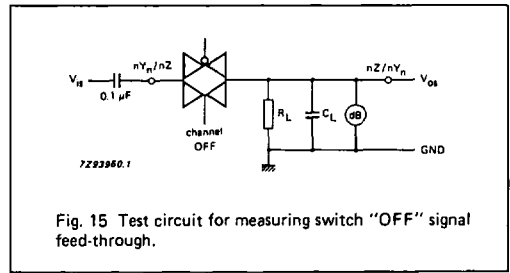 nYn/nZ
nZ/nYn
Vis
Vos
0.1 µF
RL
CL
dB
channel
OFF
GND
7Z93960.1
Fig. 15 Test circuit for measuring switch "OFF" signal
feed-through.